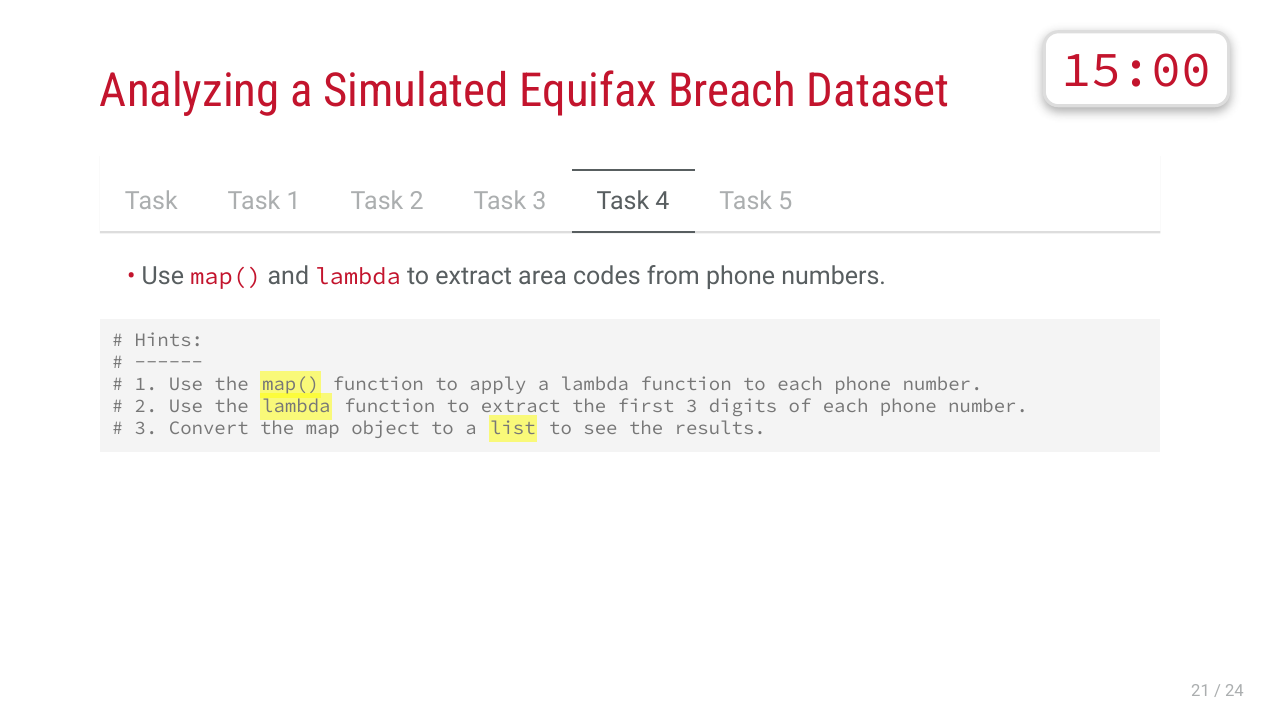 Analyzing a Simulated Equifax Breach Dataset
15:00
Task Task 1 Task 2 Task 3 Task 4 Task 5
• Use map() and lambda to extract area codes from phone numbers.
# Hints:
# ------
# 1. Use the map() function to apply a lambda function to each phone number.
# 2. Use the lambda function to extract the first 3 digits of each phone number.
# 3. Convert the map object to a list to see the results.
21 / 24